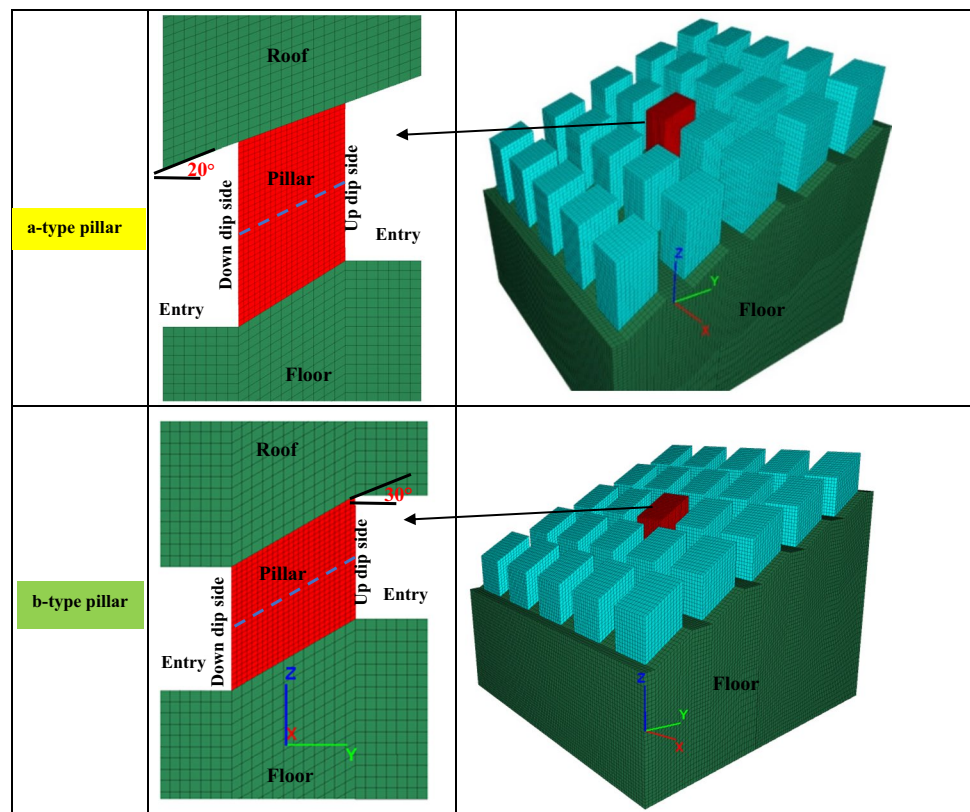 Roof
20°
Pillar
Down dip side
Up dip side
Entry
Entry
Floor
a-type pillar
Z
Y
X
Floor
Roof
30°
Pillar
Down dip side
Up dip side
Entry
Entry
Z
X
Y
Floor
b-type pillar
Floor
Z
Y
X